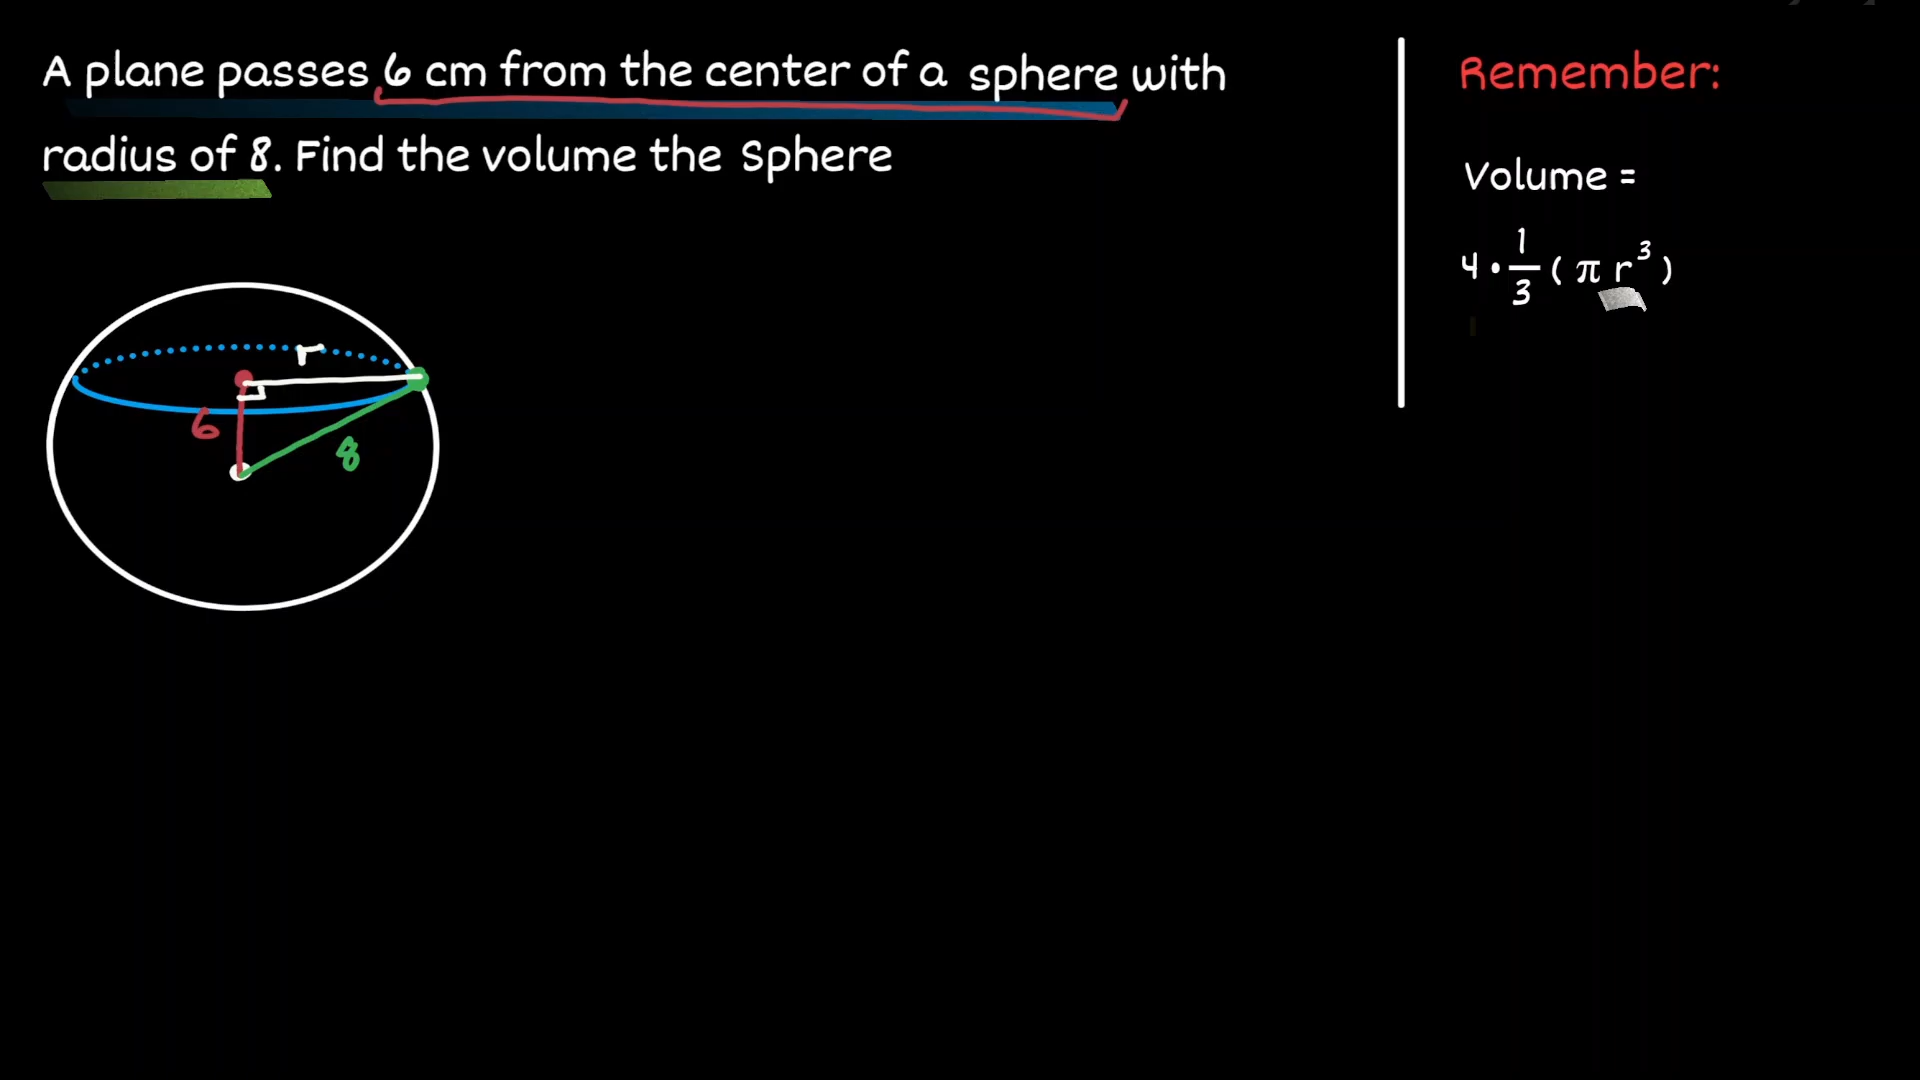 A plane passes 6 cm from the center of a sphere with
radius of 8. Find the volume the Sphere
Remember:
Volume =
4 • 1/3 ( π r³ )
r
6
8